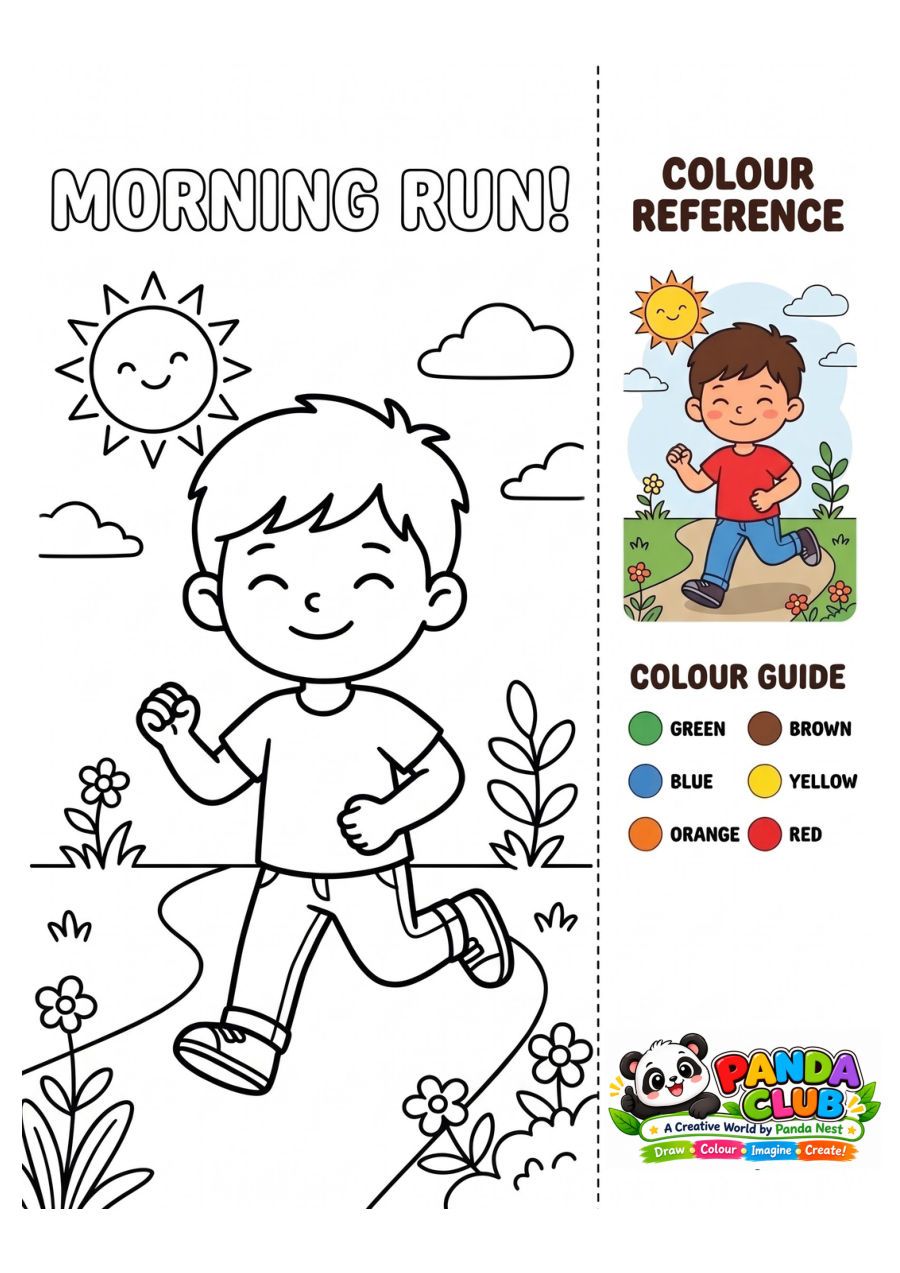 MORNING RUN!
COLOUR
REFERENCE
COLOUR GUIDE
GREEN
BROWN
BLUE
YELLOW
ORANGE
RED
PANDA
CLUB
A Creative World by Panda Nest
Draw • Colour • Imagine • Create!